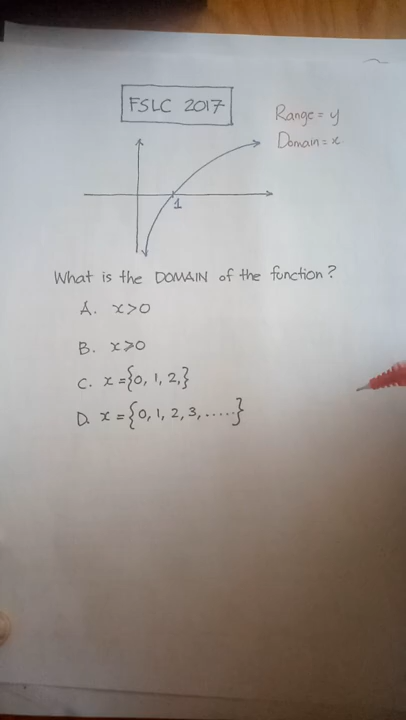 FSLC 2017
Range = y
Domain = x
1
What is the DOMAIN of the function?
A. x>0
B. x⩾0
C. x = {0, 1, 2,}
D. x = {0, 1, 2, 3, .....}